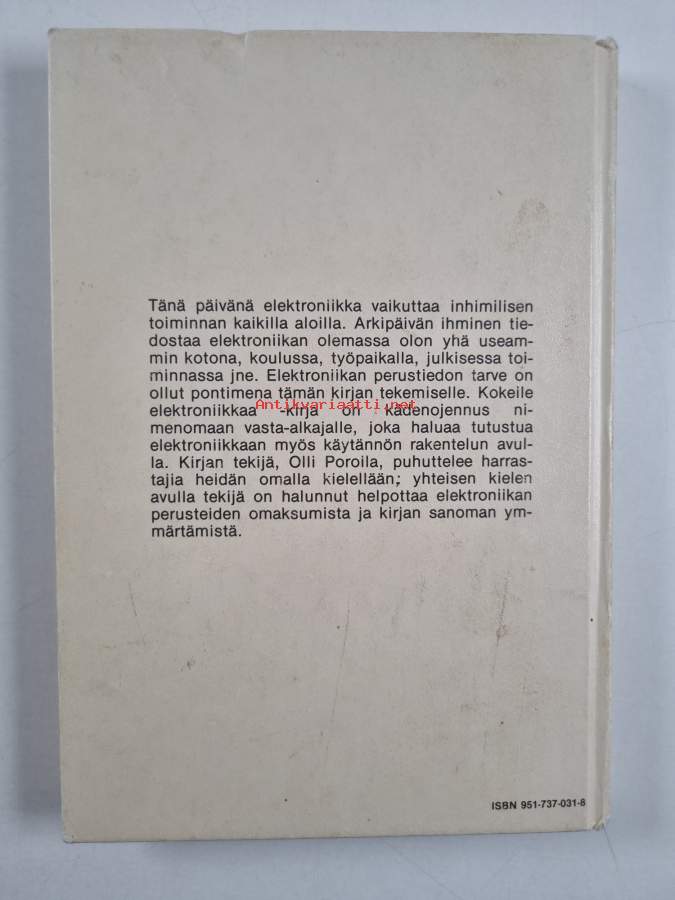 Tänä päivänä elektroniikka vaikuttaa inhimilisen
toiminnan kaikilla aloilla. Arkipäivän ihminen tie-
dostaa elektroniikan olemassa olon yhä useam-
min kotona, koulussa, työpaikalla, julkisessa toi-
minnassa jne. Elektroniikan perustiedon tarve on
ollut pontimena tämän kirjan tekemiselle. Kokeile
Antikvariaatti.net
elektroniikkaa -kirja on kädenojennus ni-
menomaan vasta-alkajalle, joka haluaa tutustua
elektroniikkaan myös käytännön rakentelun avul-
la. Kirjan tekijä, Olli Poroila, puhuttelee harras-
tajia heidän omalla kielellään; yhteisen kielen
avulla tekijä on halunnut helpottaa elektroniikan
perusteiden omaksumista ja kirjan sanoman ym-
märtämistä.
ISBN 951-737-031-8